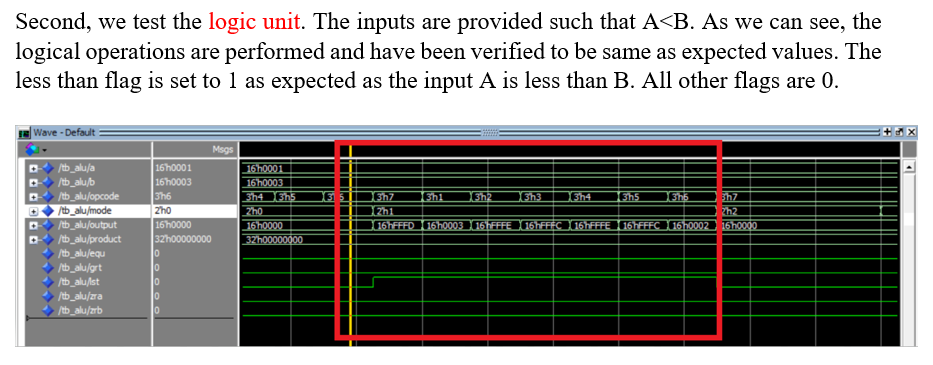 Second, we test the logic unit. The inputs are provided such that A<B. As we can see, the
logical operations are performed and have been verified to be same as expected values. The
less than flag is set to 1 as expected as the input A is less than B. All other flags are 0.
Wave - Default
Msgs
/tb_alu/a 16'h0001 16'h0001
/tb_alu/b 16'h0003 16'h0003
/tb_alu/opcode 3'h6 3'h4 3'h5 3'h7 3'h1 3'h2 3'h3 3'h4 3'h5 3'h6 3'h7
/tb_alu/mode 2'h0 2'h0 2'h1 2'h2
/tb_alu/output 16'h0000 16'h0000 16'hFFFD 16'h0003 16'hFFFE 16'hFFFC 16'hFFFE 16'hFFFC 16'h0002 16'h0000
/tb_alu/product 32'h00000000 32'h00000000
/tb_alu/equ 0
/tb_alu/grt 0
/tb_alu/lst 0
/tb_alu/zra 0
/tb_alu/zrb 0